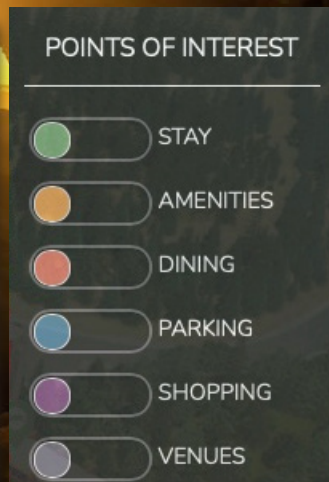 POINTS OF INTEREST
STAY
AMENITIES
DINING
PARKING
SHOPPING
VENUES